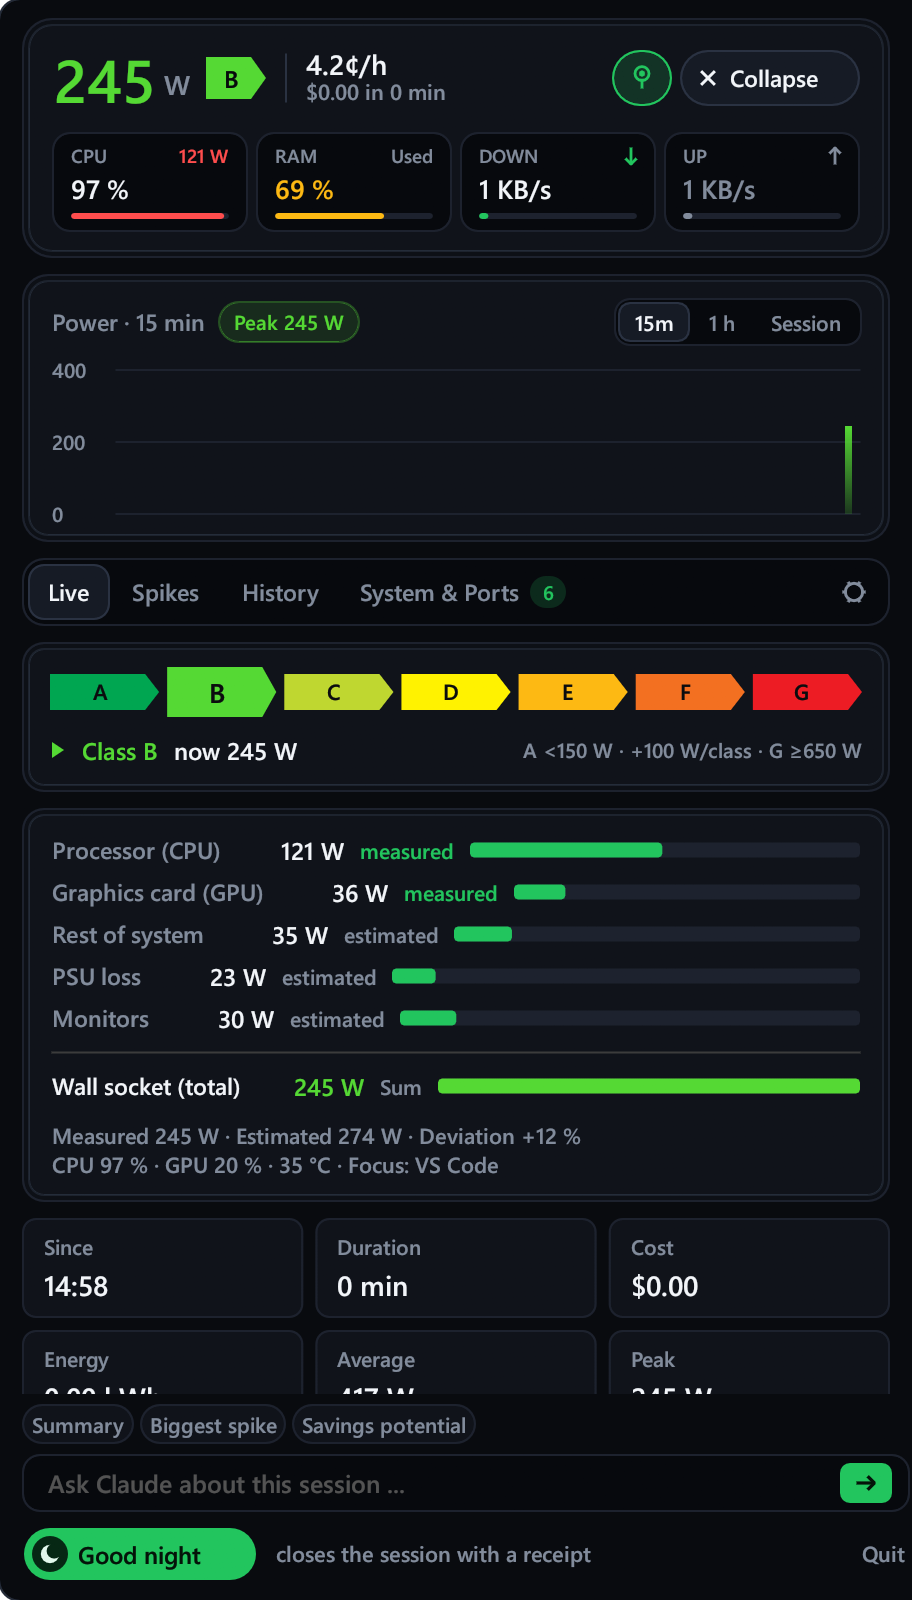 245 W B 4.2¢/h
$0.00 in 0 min
Collapse
CPU 121 W
97 %
RAM Used
69 %
DOWN ↓
1 KB/s
UP ↑
1 KB/s
Power · 15 min Peak 245 W 15m 1 h Session
400
200
0
Live Spikes History System & Ports 6
A B C D E F G
Class B now 245 W A <150 W · +100 W/class · G ≥650 W
Processor (CPU) 121 W measured
Graphics card (GPU) 36 W measured
Rest of system 35 W estimated
PSU loss 23 W estimated
Monitors 30 W estimated
Wall socket (total) 245 W Sum
Measured 245 W · Estimated 274 W · Deviation +12 %
CPU 97 % · GPU 20 % · 35 °C · Focus: VS Code
Since
14:58
Duration
0 min
Cost
$0.00
Energy
Average
Peak
Summary Biggest spike Savings potential
Ask Claude about this session ...
Good night closes the session with a receipt Quit